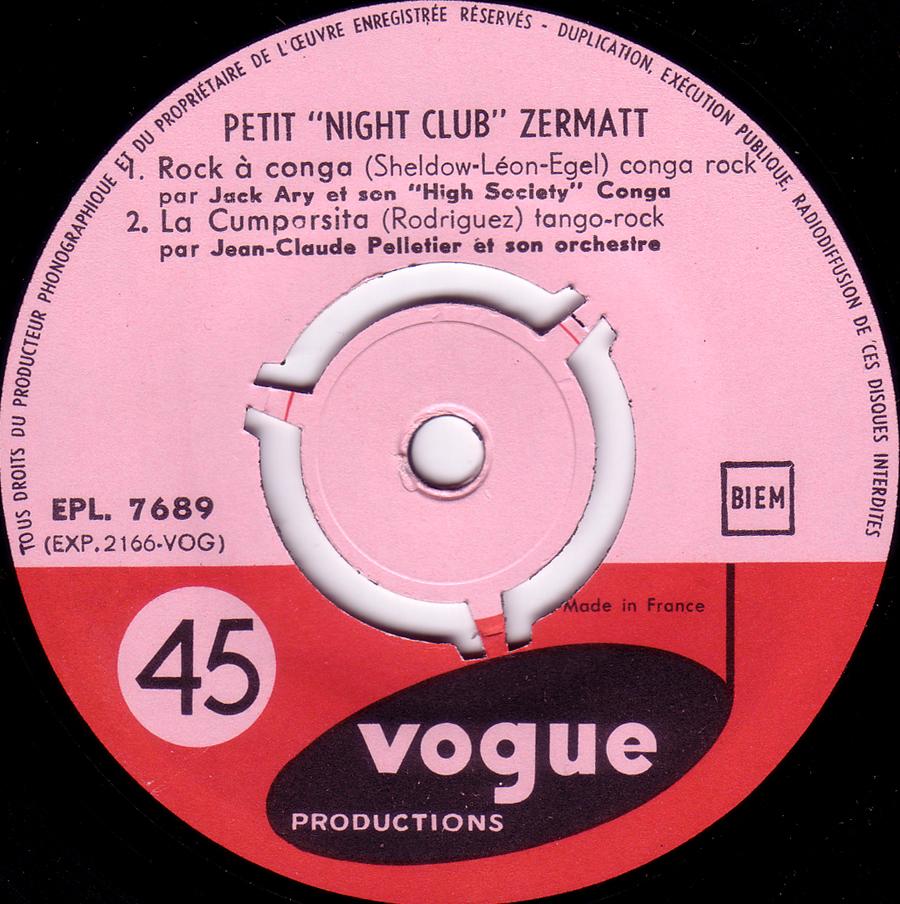 TOUS DROITS DU PRODUCTEUR PHONOGRAPHIQUE ET DU PROPRIÉTAIRE DE L'ŒUVRE ENREGISTRÉE RÉSERVÉS - DUPLICATION, EXÉCUTION PUBLIQUE, RADIODIFFUSION DE 'CES DISQUES INTERDITES
PETIT "NIGHT CLUB" ZERMATT
1. Rock à conga (Sheldow-Léon-Egel) conga rock
par Jack Ary et son "High Society" Conga
2. La Cumparsita (Rodriguez) tango-rock
par Jean-Claude Pelletier et son orchestre
EPL. 7689
(EXP. 2166-VOG)
BIEM
Made in France
45
vogue
PRODUCTIONS